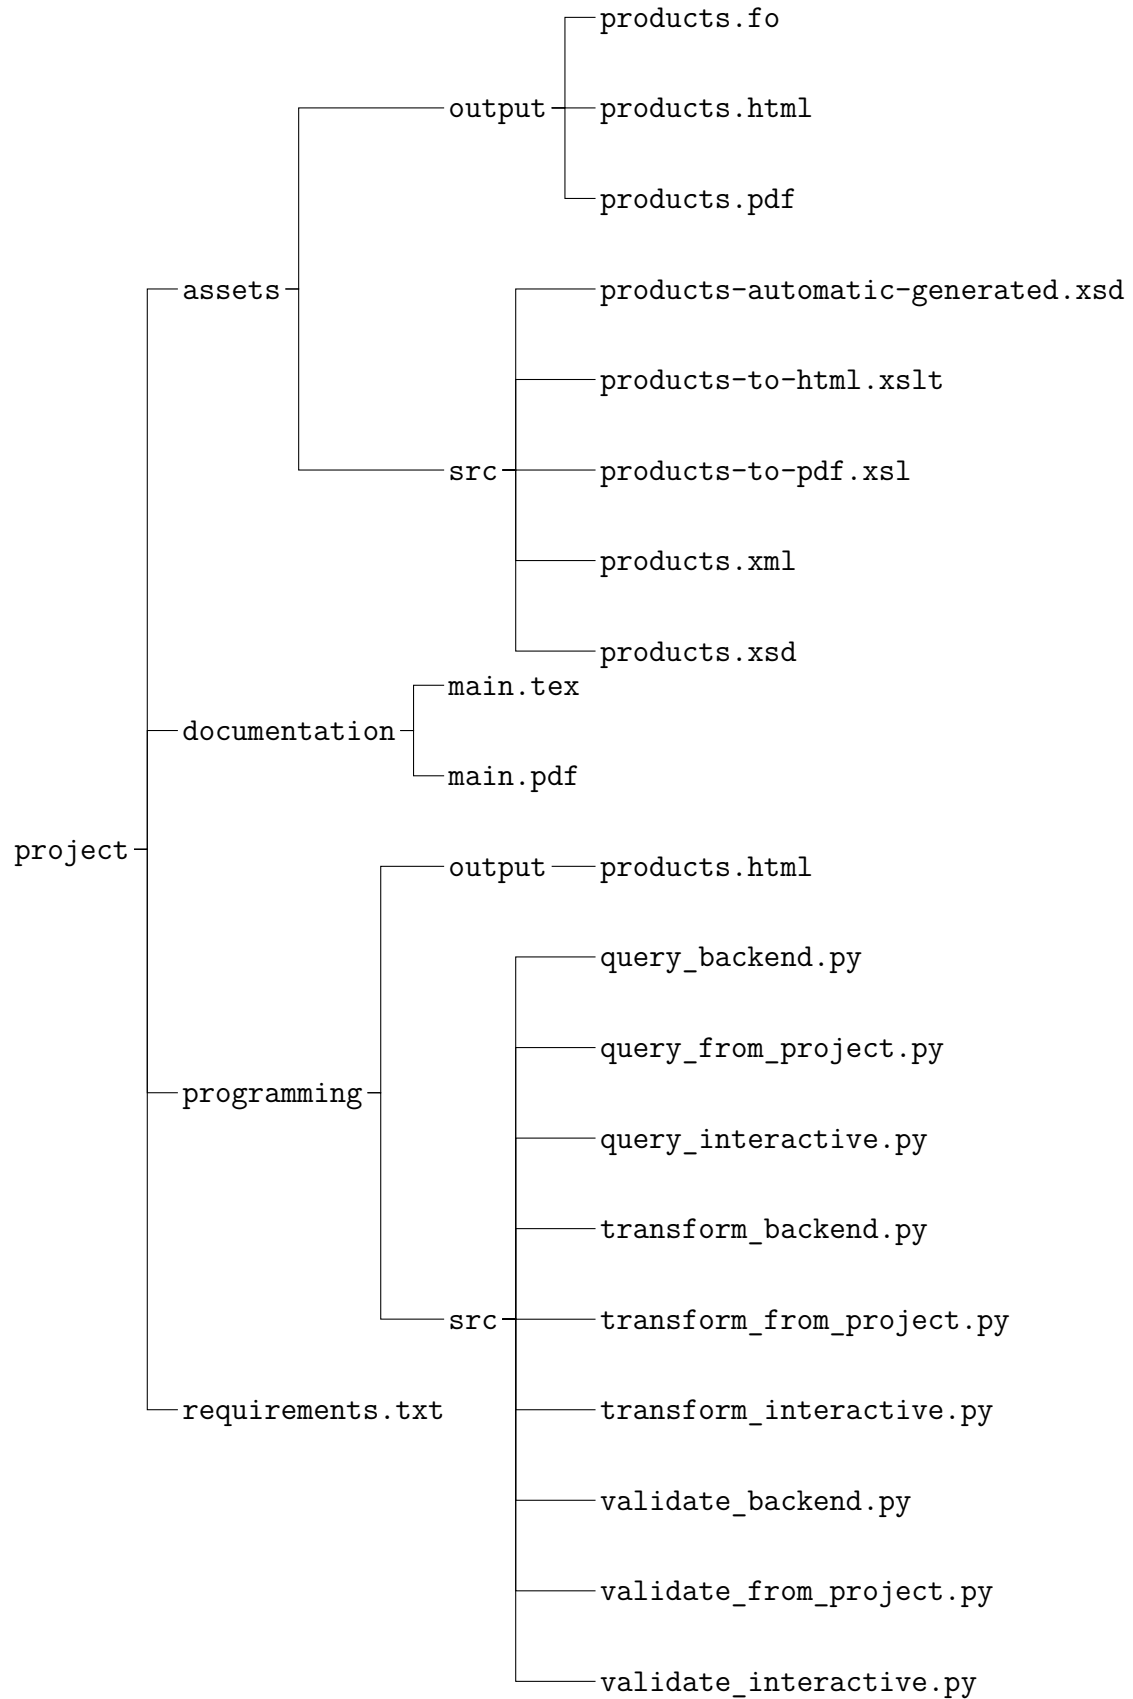 products.fo
output products.html
products.pdf
assets products-automatic-generated.xsd
products-to-html.xslt
src products-to-pdf.xsl
products.xml
products.xsd
main.tex
documentation
main.pdf
project
output products.html
query_backend.py
query_from_project.py
programming
query_interactive.py
transform_backend.py
src transform_from_project.py
requirements.txt transform_interactive.py
validate_backend.py
validate_from_project.py
validate_interactive.py